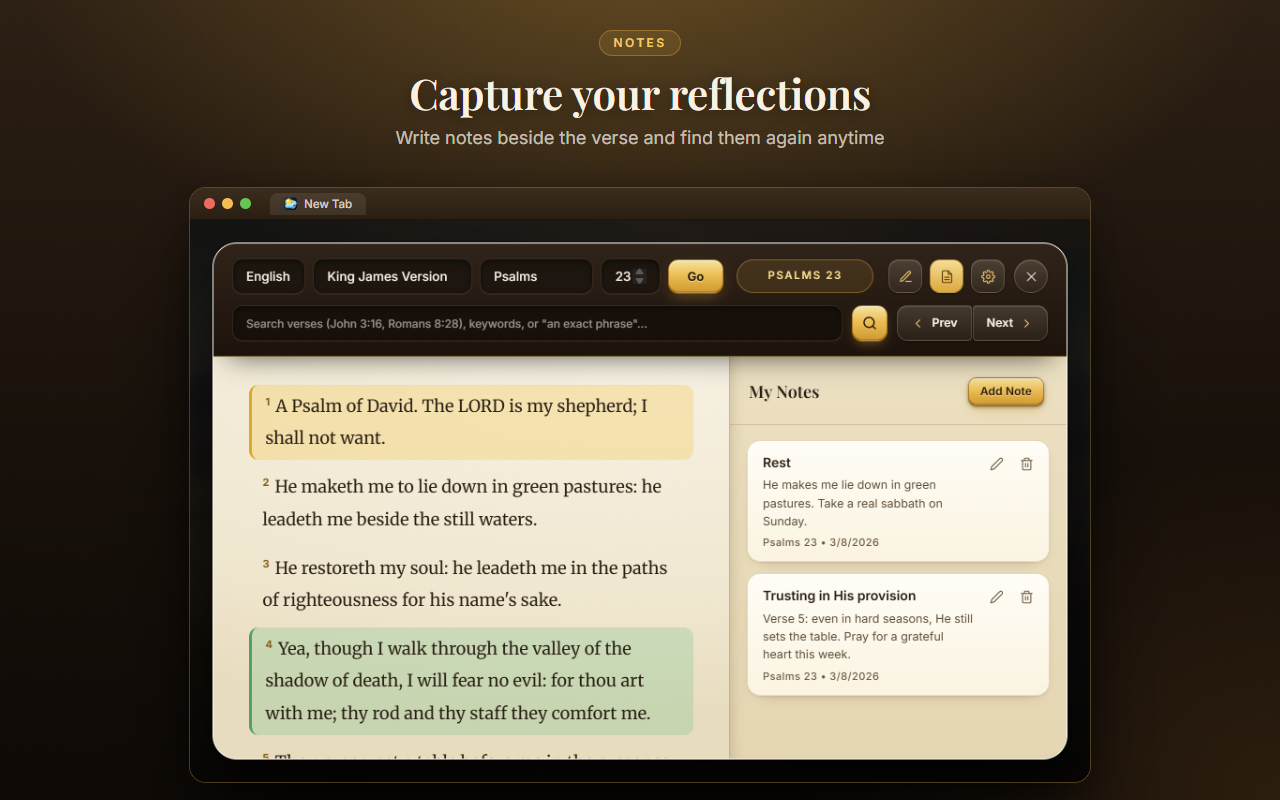 NOTES
Capture your reflections
Write notes beside the verse and find them again anytime
New Tab
English
King James Version
Psalms
23
Go
PSALMS 23
Search verses (John 3:16, Romans 8:28), keywords, or "an exact phrase"...
Prev
Next
1 A Psalm of David. The LORD is my shepherd; I
shall not want.
2 He maketh me to lie down in green pastures: he
leadeth me beside the still waters.
3 He restoreth my soul: he leadeth me in the paths
of righteousness for his name's sake.
4 Yea, though I walk through the valley of the
shadow of death, I will fear no evil: for thou art
with me; thy rod and thy staff they comfort me.
5
My Notes
Add Note
Rest
He makes me lie down in green
pastures. Take a real sabbath on
Sunday.
Psalms 23 • 3/8/2026
Trusting in His provision
Verse 5: even in hard seasons, He still
sets the table. Pray for a grateful
heart this week.
Psalms 23 • 3/8/2026